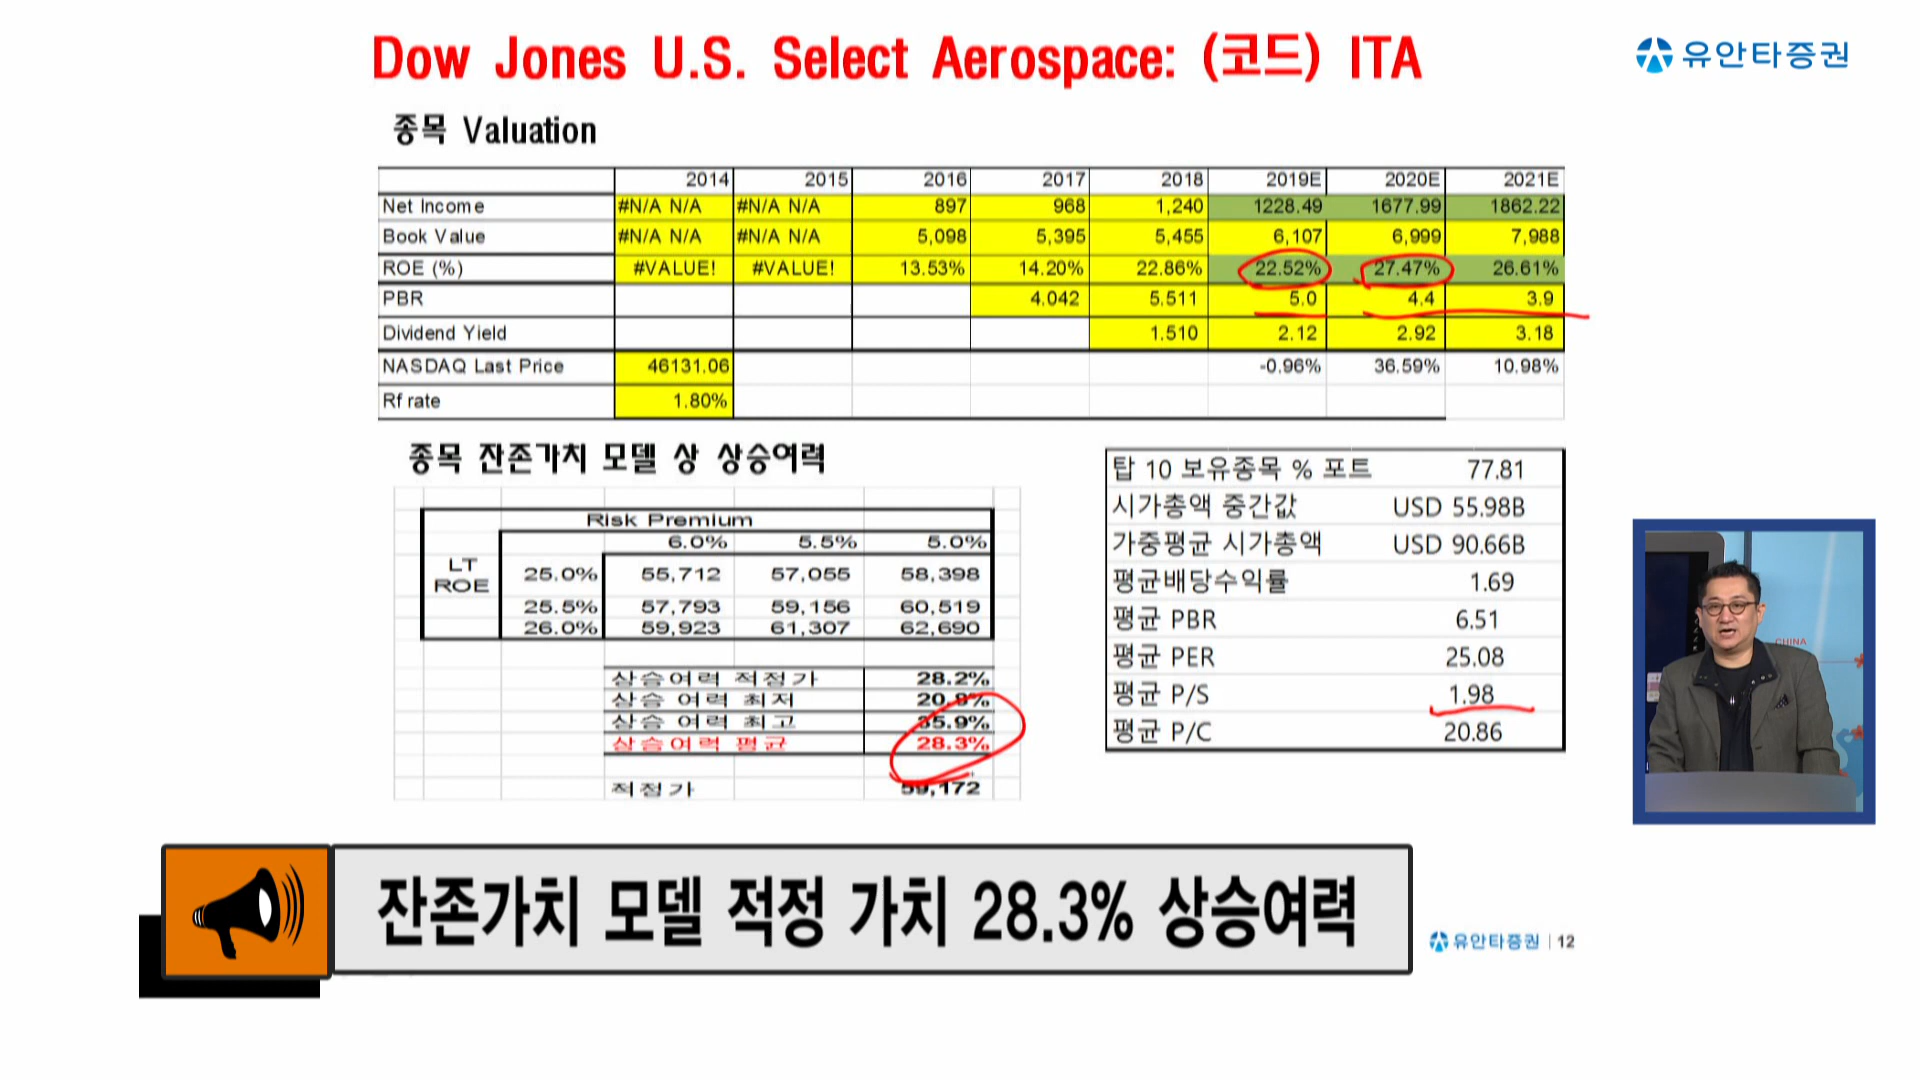 Dow Jones U.S. Select Aerospace: (코드) ITA
유안타증권
종목 Valuation
2014 2015 2016 2017 2018 2019E 2020E 2021E
Net Income #N/A N/A #N/A N/A 897 968 1,240 1228.49 1677.99 1862.22
Book Value #N/A N/A #N/A N/A 5,098 5,395 5,455 6,107 6,999 7,988
ROE (%) #VALUE! #VALUE! 13.53% 14.20% 22.86% 22.52% 27.47% 26.61%
PBR 4.042 5.511 5.0 4.4 3.9
Dividend Yield 1.510 2.12 2.92 3.18
NASDAQ Last Price 46131.06 -0.96% 36.59% 10.98%
Rf rate 1.80%
종목 잔존가치 모델 상 상승여력
Risk Premium
6.0% 5.5% 5.0%
LT ROE 25.0% 55,712 57,055 58,398
25.5% 57,793 59,156 60,519
26.0% 59,923 61,307 62,690
상승여력 적정가 28.2%
상승 여력 최저 20.8%
상승 여력 최고 35.9%
상승여력 평균 28.3%
적정가 59,172
탑 10 보유종목 % 포트 77.81
시가총액 중간값 USD 55.98B
가중평균 시가총액 USD 90.66B
평균배당수익률 1.69
평균 PBR 6.51
평균 PER 25.08
평균 P/S 1.98
평균 P/C 20.86
CHINA
잔존가치 모델 적정 가치 28.3% 상승여력
유안타증권 | 12